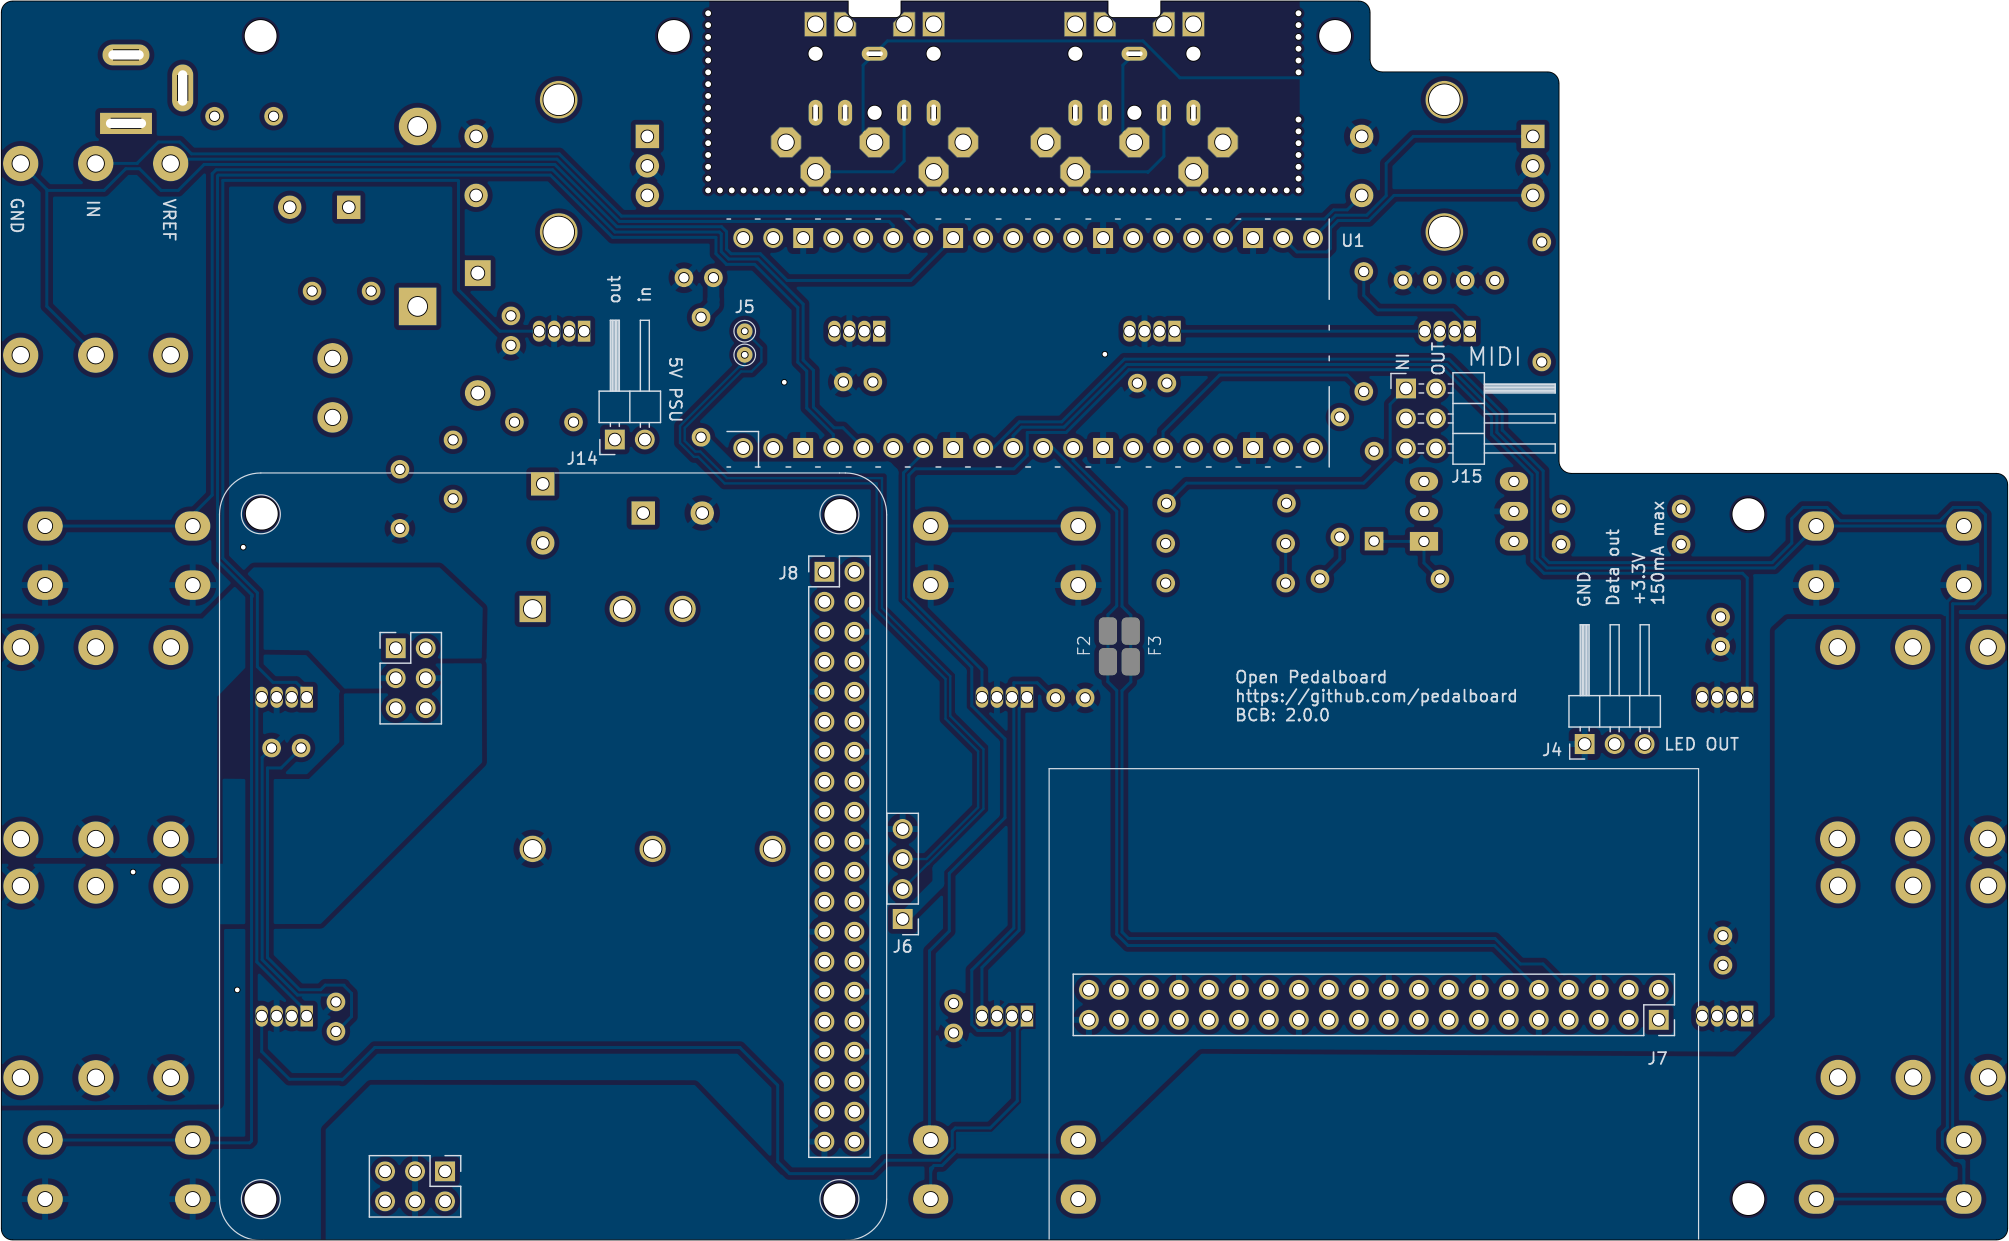 GND
IN
VREF
out
in
J5
U1
5V PSU
J14
INI
OUT
MIDI
J15
J8
GND
Data out
+3.3V
150mA max
F2
F3
Open Pedalboard
https://github.com/pedalboard
BCB: 2.0.0
J4
LED OUT
J6
J7